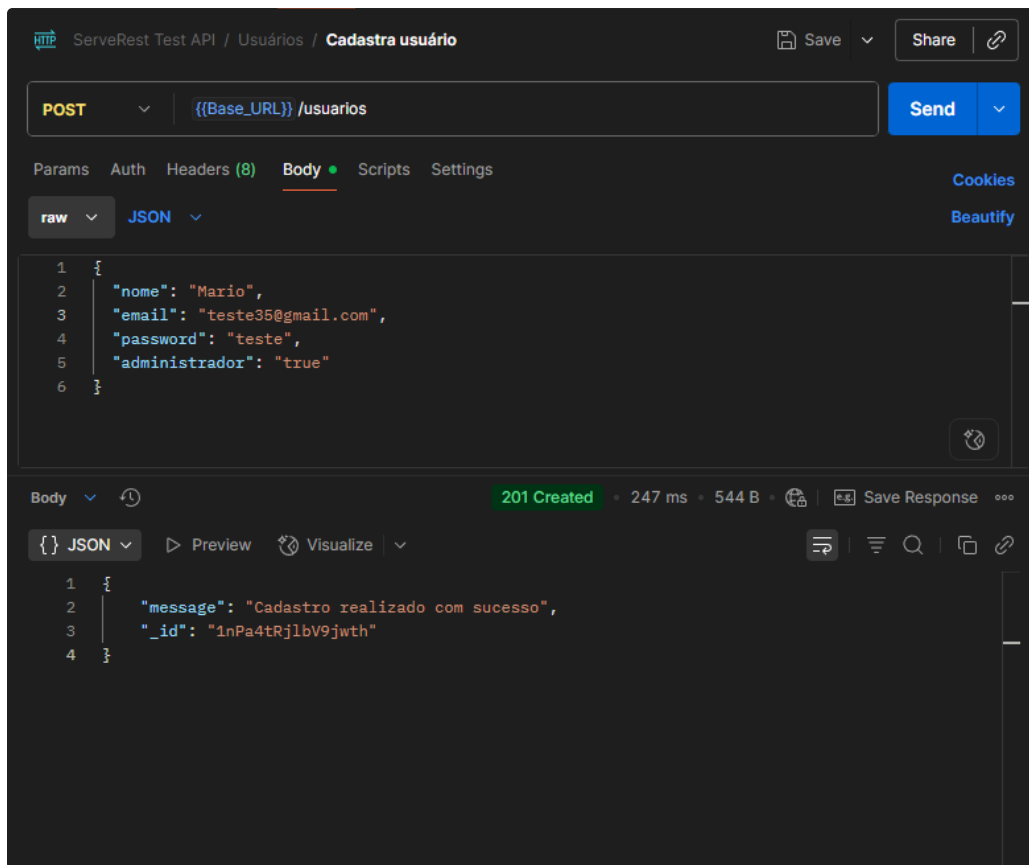 HTTP ServeRest Test API / Usuários / Cadastra usuário Save Share
POST {{Base_URL}} /usuarios Send
Params Auth Headers (8) Body Scripts Settings Cookies
raw JSON Beautify
1 {
2 "nome": "Mario",
3 "email": "teste35@gmail.com",
4 "password": "teste",
5 "administrador": "true"
6 }
Body 201 Created 247 ms 544 B e.g. Save Response
{} JSON Preview Visualize
1 {
2 "message": "Cadastro realizado com sucesso",
3 "_id": "1nPa4tRjlbV9jwth"
4 }